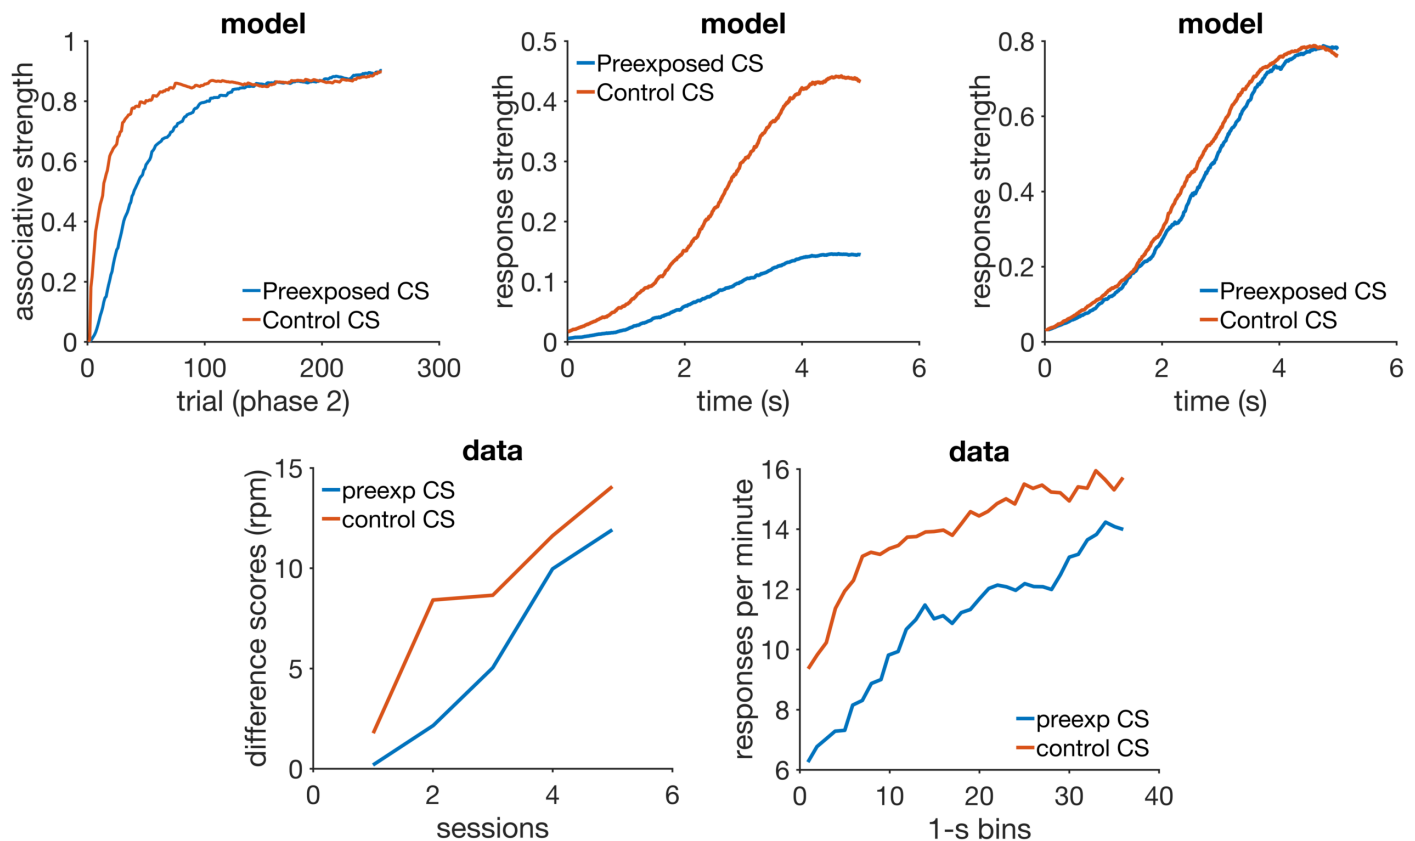 model
associative strength
1
0.8
0.6
0.4
0.2
0
0 100 200 300
trial (phase 2)
Preexposed CS
Control CS
model
response strength
0.5
0.4
0.3
0.2
0.1
0
0 2 4 6
time (s)
Preexposed CS
Control CS
model
response strength
0.8
0.6
0.4
0.2
0
0 2 4 6
time (s)
Preexposed CS
Control CS
data
difference scores (rpm)
15
10
5
0
0 2 4 6
sessions
preexp CS
control CS
data
responses per minute
16
14
12
10
8
6
0 10 20 30 40
1-s bins
preexp CS
control CS